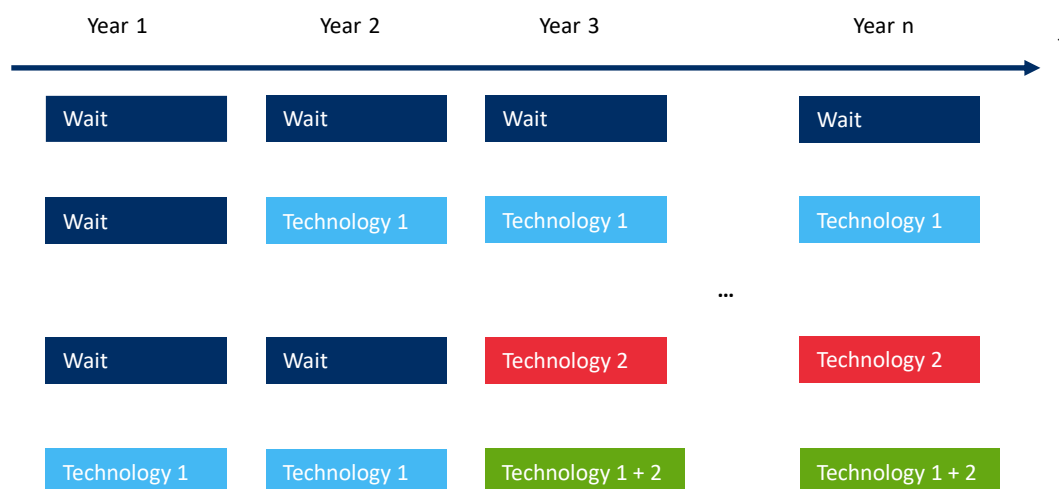 Year 1 Year 2 Year 3 Year n
Wait Wait Wait Wait
Wait Technology 1 Technology 1 Technology 1
...
Wait Wait Technology 2 Technology 2
Technology 1 Technology 1 Technology 1 + 2 Technology 1 + 2